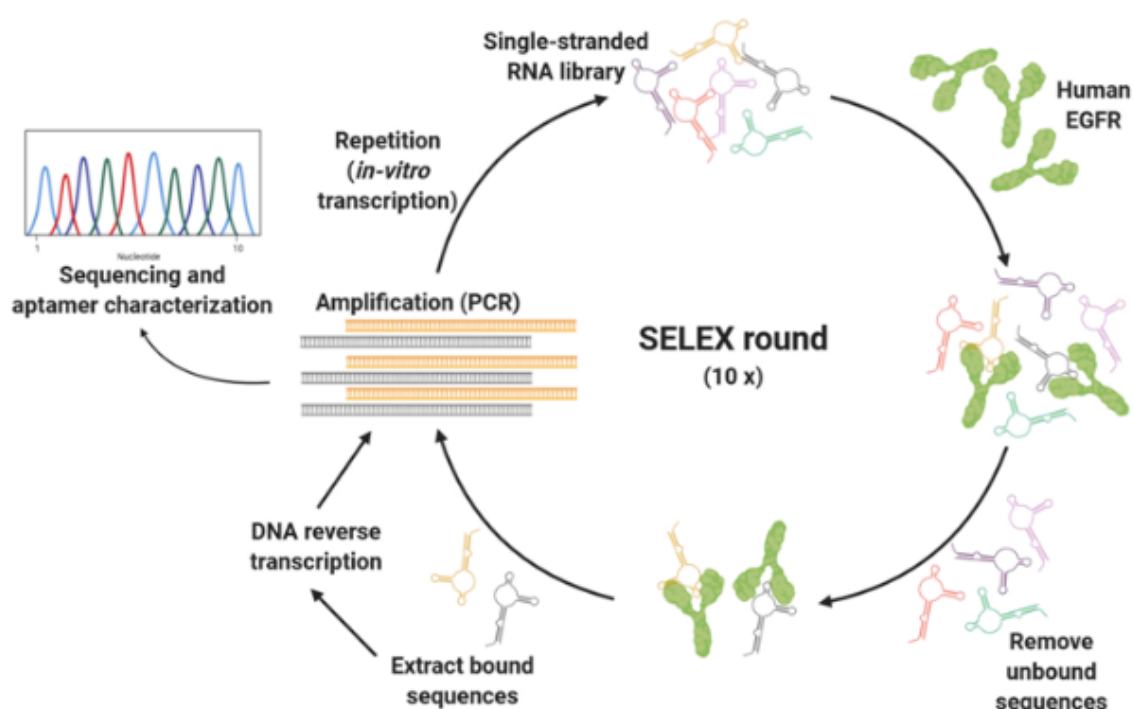 Single-stranded
RNA library
Human
EGFR
Repetition
(in-vitro
transcription)
1
10
Nucleotide
Sequencing and
aptamer characterization
Amplification (PCR)
SELEX round
(10 x)
DNA reverse
transcription
Extract bound
sequences
Remove
unbound
sequences